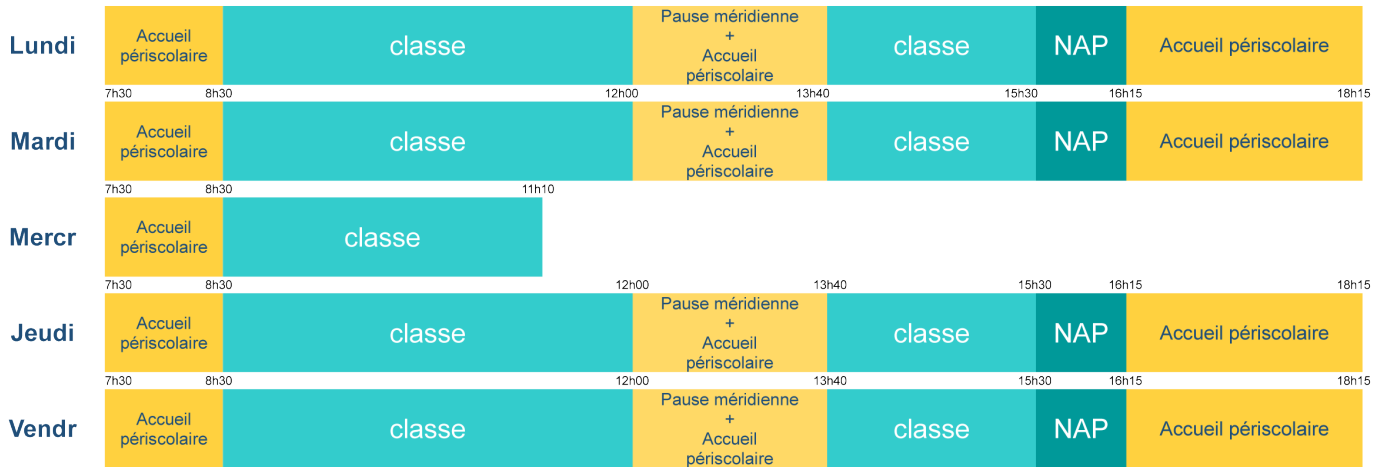 Lundi
Accueil
périscolaire
classe
Pause méridienne
+
Accueil
périscolaire
classe
NAP
Accueil périscolaire
7h30 8h30 12h00 13h40 15h30 16h15 18h15
Mardi
Accueil
périscolaire
classe
Pause méridienne
+
Accueil
périscolaire
classe
NAP
Accueil périscolaire
7h30 8h30 11h10
Mercr
Accueil
périscolaire
classe
7h30 8h30 12h00 13h40 15h30 16h15 18h15
Jeudi
Accueil
périscolaire
classe
Pause méridienne
+
Accueil
périscolaire
classe
NAP
Accueil périscolaire
7h30 8h30 12h00 13h40 15h30 16h15 18h15
Vendr
Accueil
périscolaire
classe
Pause méridienne
+
Accueil
périscolaire
classe
NAP
Accueil périscolaire